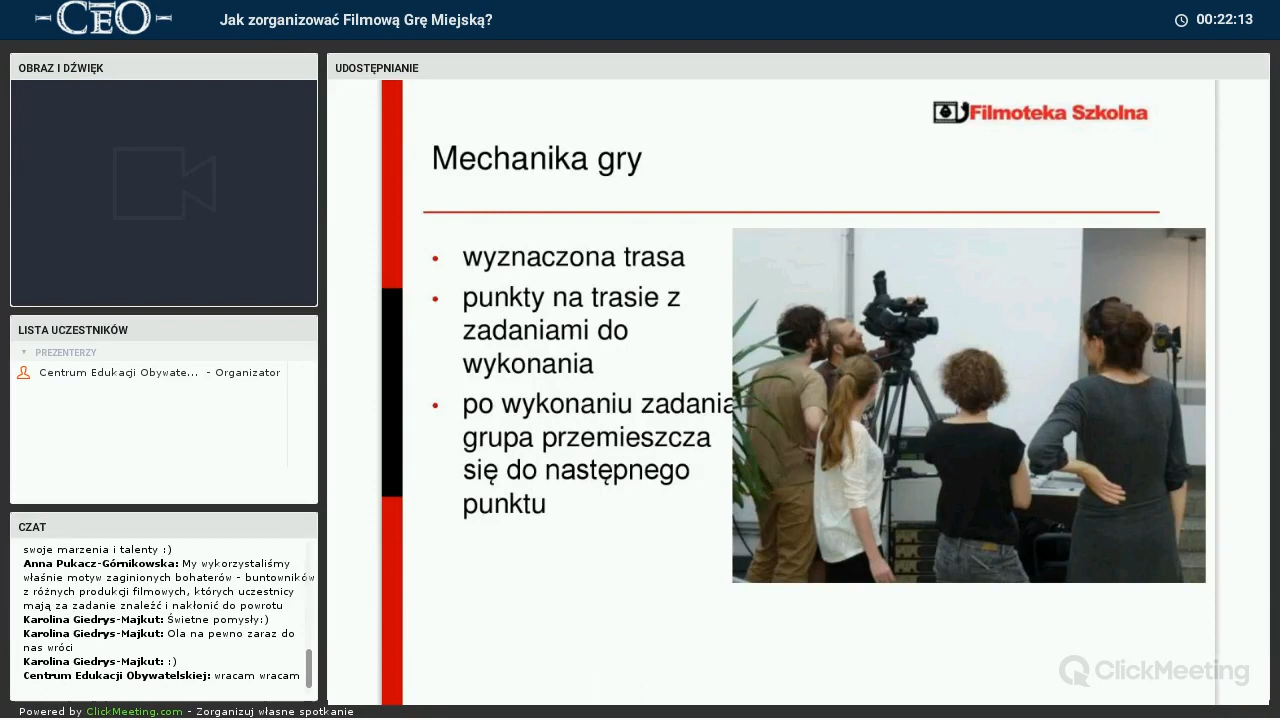 CEO
Jak zorganizować Filmową Grę Miejską?
00:22:13
OBRAZ I DŹWIĘK
LISTA UCZESTNIKÓW
PREZENTERZY
Centrum Edukacji Obywate... - Organizator
CZAT
swoje marzenia i talenty :)
Anna Pukacz-Górnikowska: My wykorzystaliśmy
właśnie motyw zaginionych bohaterów - buntowników
z różnych produkcji filmowych, których uczestnicy
mają za zadanie znaleźć i nakłonić do powrotu
Karolina Giedrys-Majkut: Świetne pomysły:)
Karolina Giedrys-Majkut: Ola na pewno zaraz do
nas wróci
Karolina Giedrys-Majkut: :)
Centrum Edukacji Obywatelskiej: wracam wracam
Powered by ClickMeeting.com - Zorganizuj własne spotkanie
UDOSTĘPNIANIE
Filmoteka Szkolna
Mechanika gry
• wyznaczona trasa
• punkty na trasie z
zadaniami do
wykonania
• po wykonaniu zadania
grupa przemieszcza
się do następnego
punktu
ClickMeeting